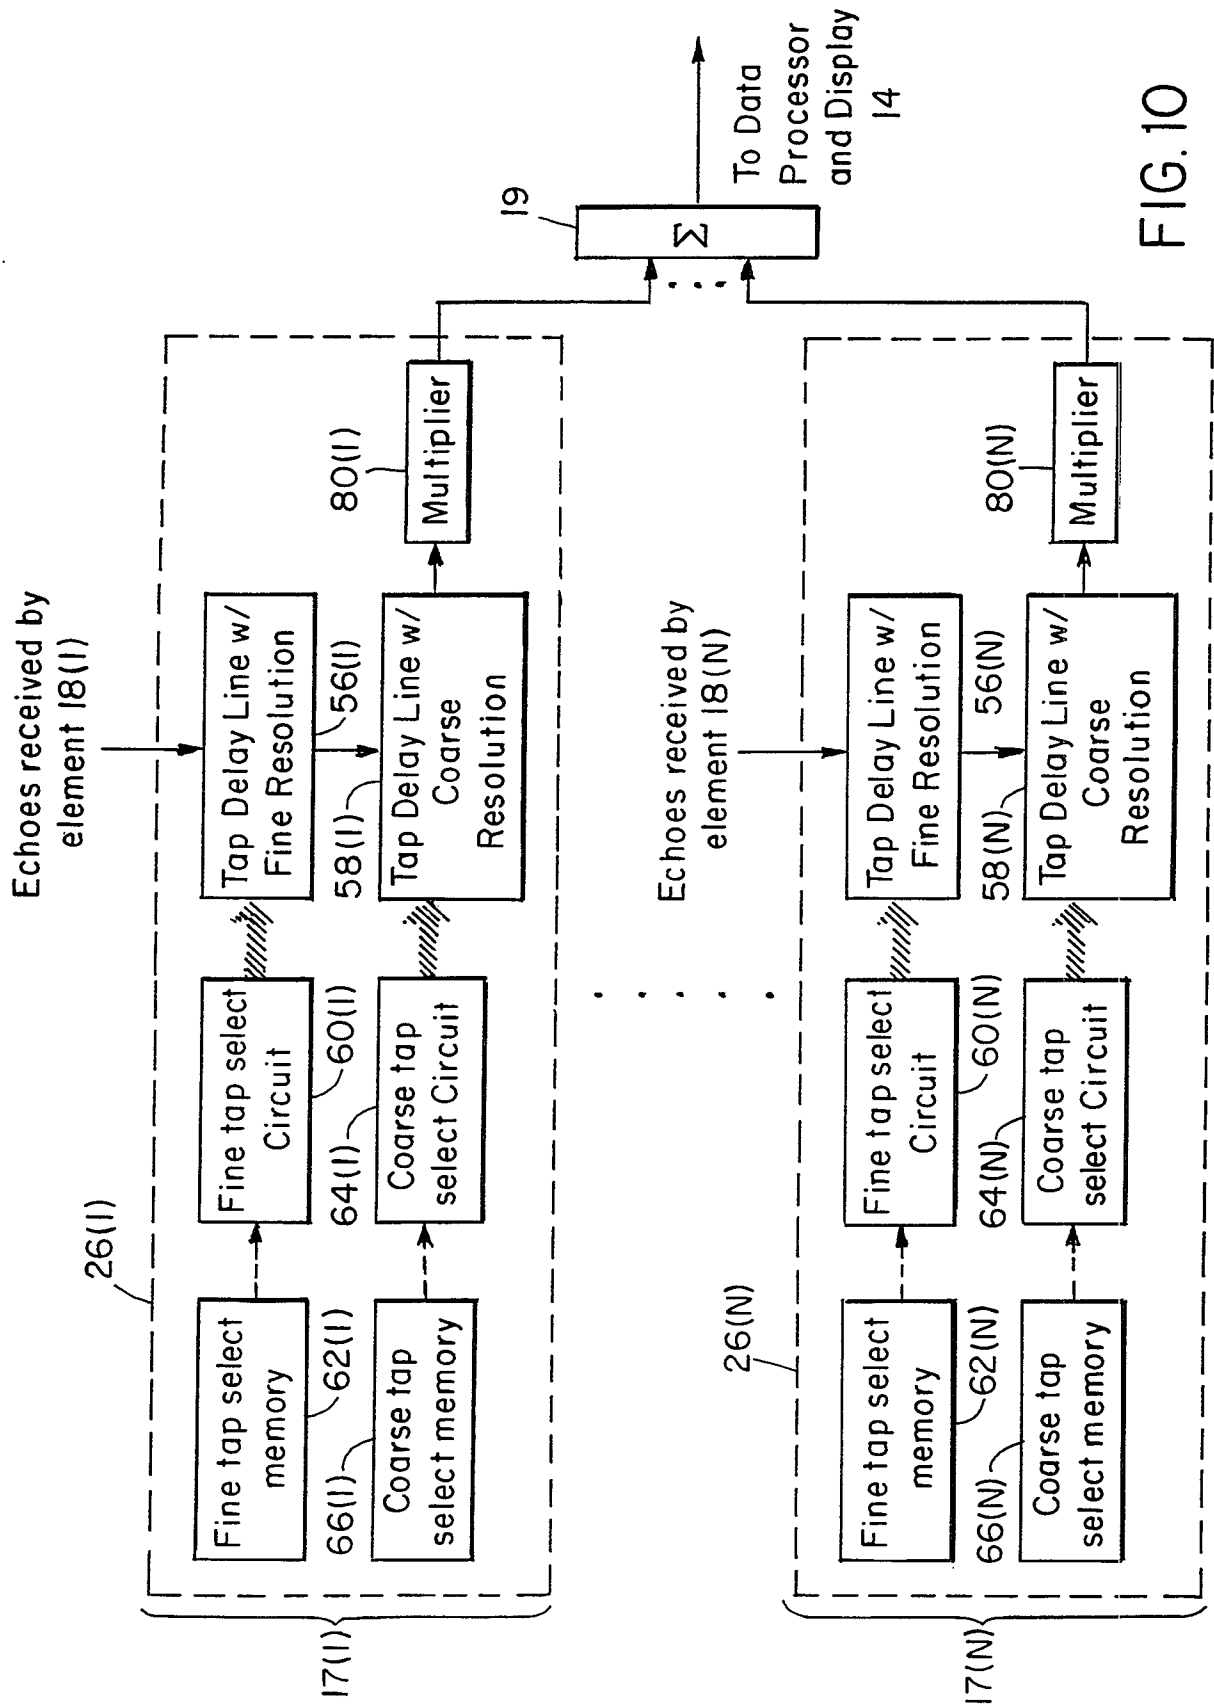 Echoes received by
element 18(1)
26(1)
Fine tap select
memory
62(1)
Fine tap select
Circuit
60(1)
Tap Delay Line w/
Fine Resolution
56(1)
66(1)
Coarse tap
select memory
64(1)
Coarse tap
select Circuit
58(1)
Tap Delay Line w/
Coarse
Resolution
80(1)
Multiplier
17(1)
19
Σ
To Data
Processor
and Display
14
Echoes received by
element 18(N)
26(N)
Fine tap select
memory
62(N)
Fine tap select
Circuit
60(N)
Tap Delay Line w/
Fine Resolution
56(N)
66(N)
Coarse tap
select memory
64(N)
Coarse tap
select Circuit
58(N)
Tap Delay Line w/
Coarse
Resolution
80(N)
Multiplier
17(N)
FIG. 10